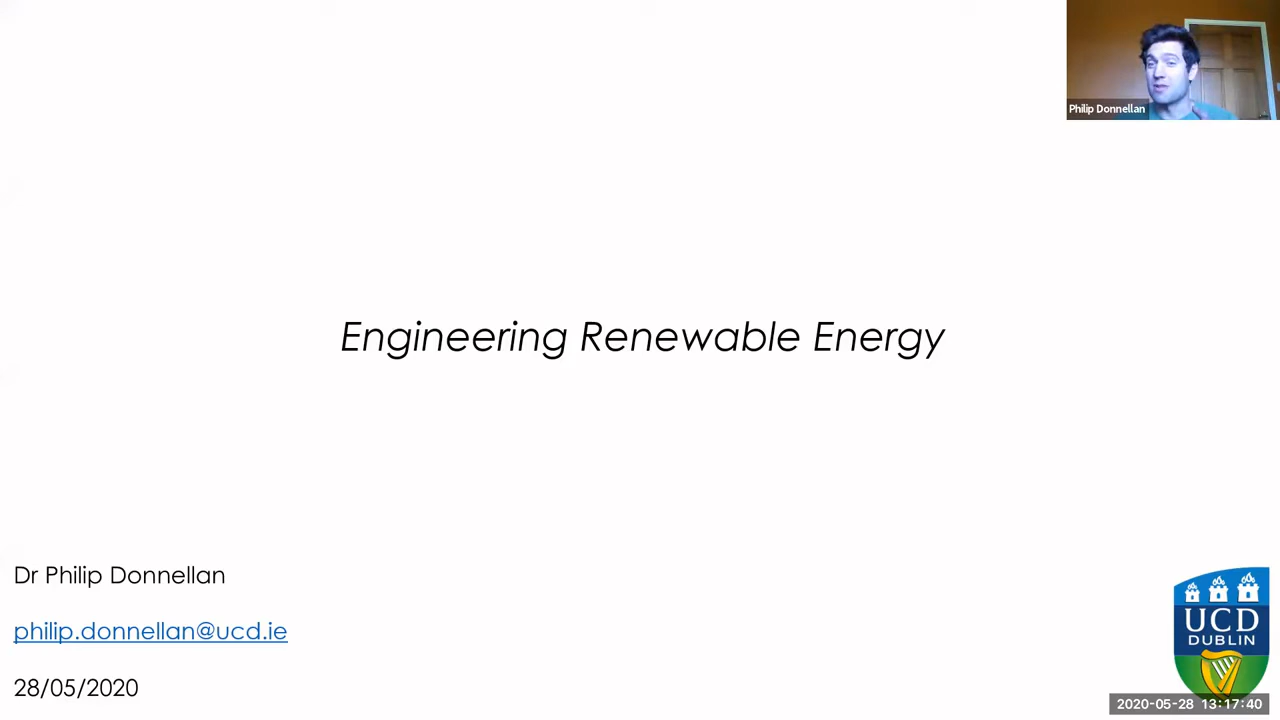 Philip Donnellan
Engineering Renewable Energy
Dr Philip Donnellan
philip.donnellan@ucd.ie
28/05/2020
UCD
DUBLIN
2020-05-28 13:17:40